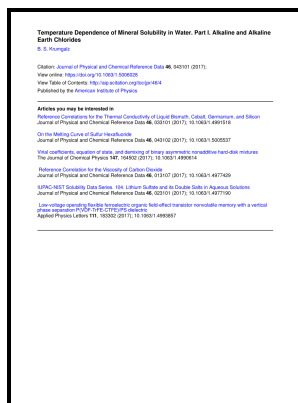 Temperature Dependence of Mineral Solubility in Water. Part I. Alkaline and Alkaline
Earth Chlorides
B. S. Krumgalz
Citation: Journal of Physical and Chemical Reference Data 46, 043101 (2017);
View online: https://doi.org/10.1063/1.5006028
View Table of Contents: http://aip.scitation.org/toc/jpr/46/4
Published by the American Institute of Physics
Articles you may be interested in
Reference Correlations for the Thermal Conductivity of Liquid Bismuth, Cobalt, Germanium, and Silicon
Journal of Physical and Chemical Reference Data 46, 033101 (2017); 10.1063/1.4991518
On the Melting Curve of Sulfur Hexafluoride
Journal of Physical and Chemical Reference Data 46, 043102 (2017); 10.1063/1.5005537
Virial coefficients, equation of state, and demixing of binary asymmetric nonadditive hard-disk mixtures
The Journal of Chemical Physics 147, 164502 (2017); 10.1063/1.4990614
Reference Correlation for the Viscosity of Carbon Dioxide
Journal of Physical and Chemical Reference Data 46, 013107 (2017); 10.1063/1.4977429
IUPAC-NIST Solubility Data Series. 104. Lithium Sulfate and its Double Salts in Aqueous Solutions
Journal of Physical and Chemical Reference Data 46, 023101 (2017); 10.1063/1.4977190
Low-voltage operating flexible ferroelectric organic field-effect transistor nonvolatile memory with a vertical
phase separation P(VDF-TrFE-CTFE)/PS dielectric
Applied Physics Letters 111, 183302 (2017); 10.1063/1.4993857